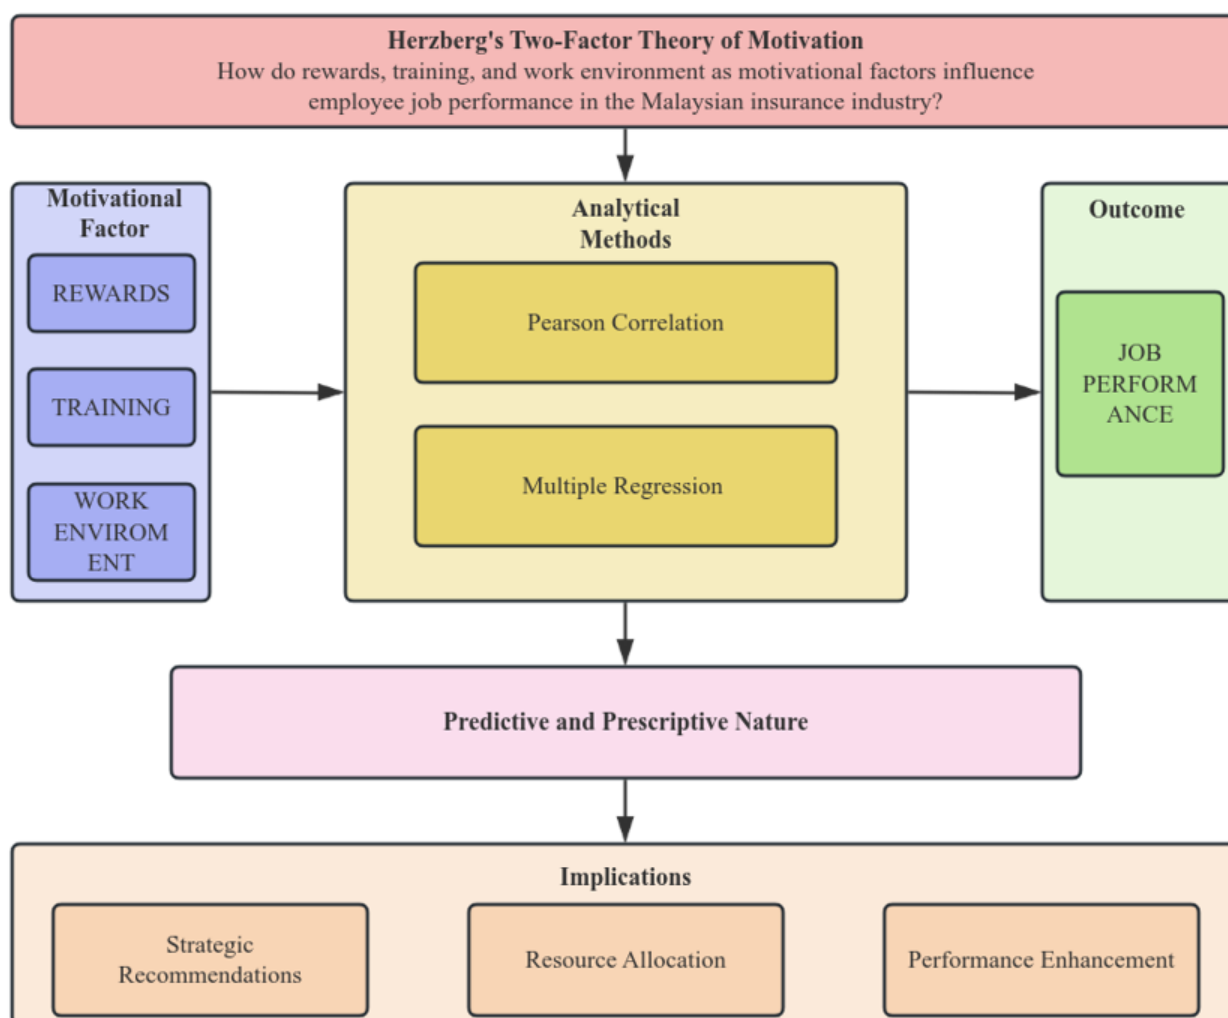 Herzberg's Two-Factor Theory of Motivation
How do rewards, training, and work environment as motivational factors influence
employee job performance in the Malaysian insurance industry?
Motivational
Factor
REWARDS
TRAINING
WORK
ENVIROM
ENT
Analytical
Methods
Pearson Correlation
Multiple Regression
Outcome
JOB
PERFORM
ANCE
Predictive and Prescriptive Nature
Implications
Strategic
Recommendations
Resource Allocation
Performance Enhancement